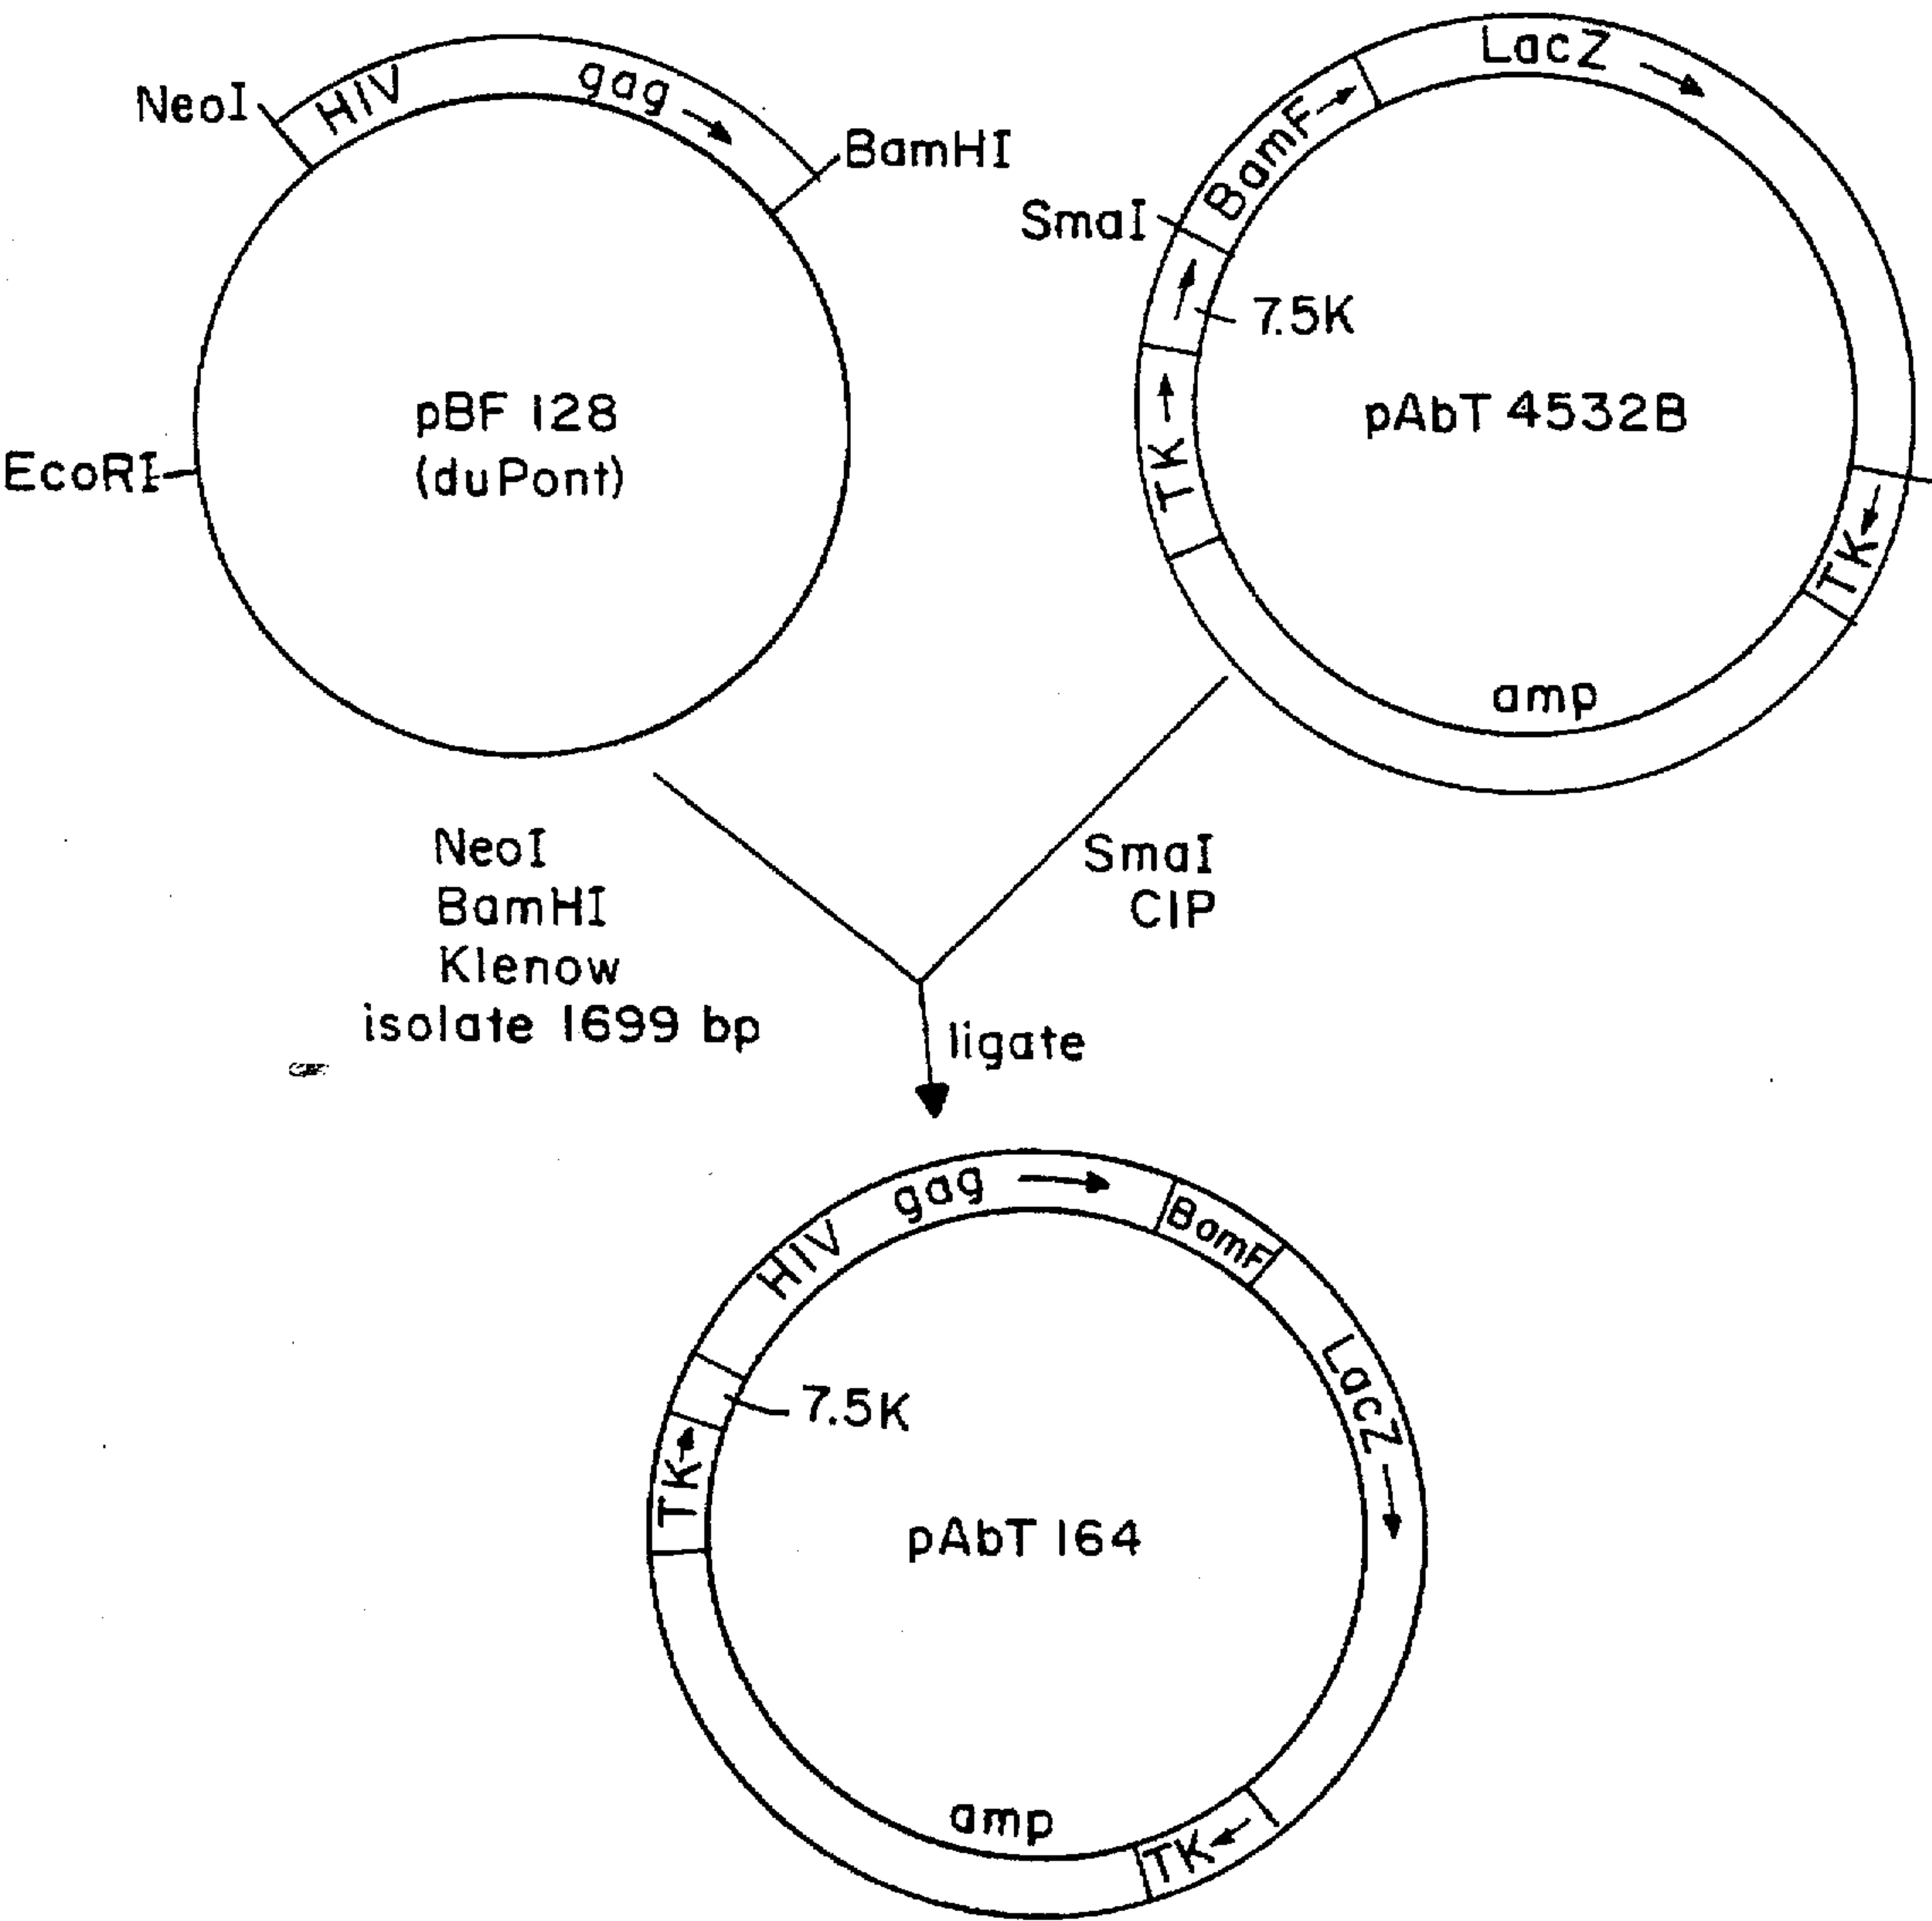 NeoI
HIV gag
BamHI
EcoRI
pBF 128
(duPont)
LacZ
BamF
SmaI
7.5K
TK
pAbT 4532B
TK
amp
NeoI
BamHI
Klenow
isolate 1699 bp
SmaI
CIP
ligate
HIV gag
BamF
LacZ
7.5K
TK
pAbT 164
amp
TK